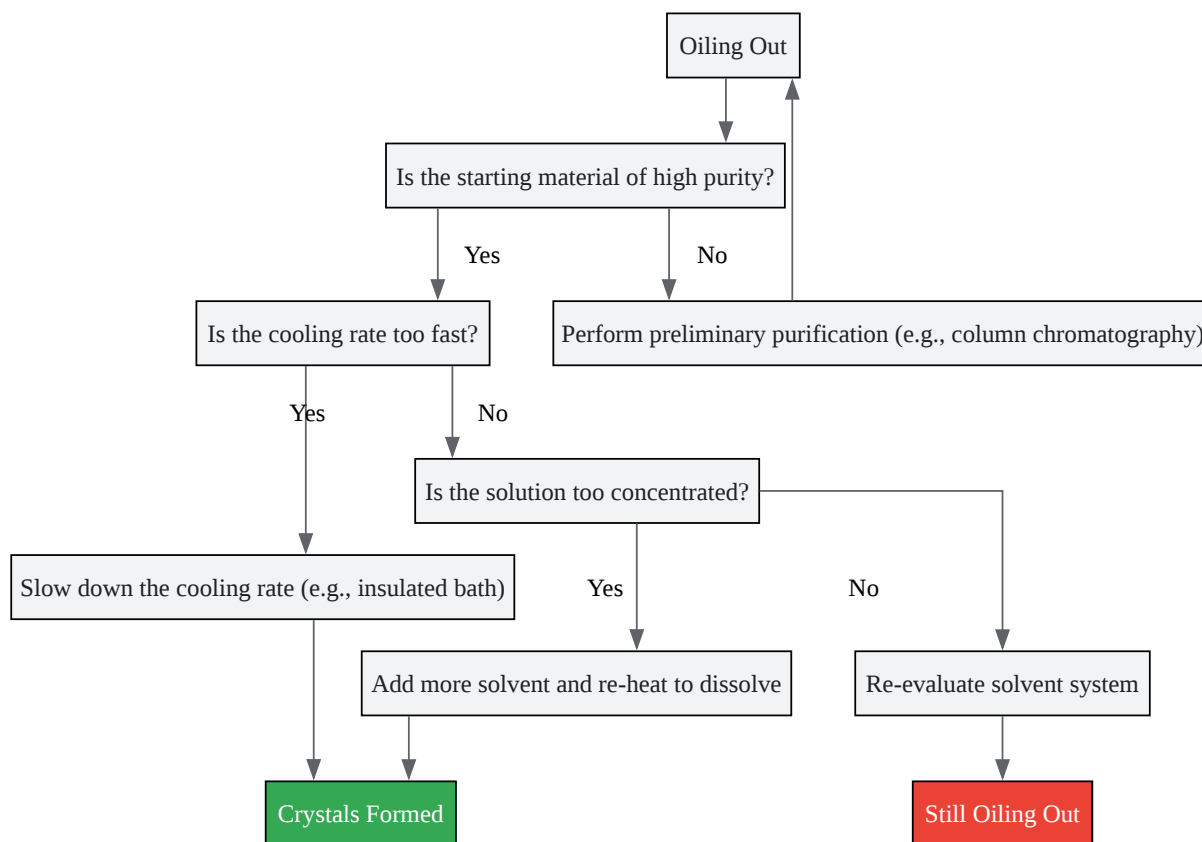 Oiling Out
Is the starting material of high purity?
Yes
No
Is the cooling rate too fast?
Perform preliminary purification (e.g., column chromatography)
Yes
No
Is the solution too concentrated?
Slow down the cooling rate (e.g., insulated bath)
Yes
No
Add more solvent and re-heat to dissolve
Re-evaluate solvent system
Crystals Formed
Still Oiling Out